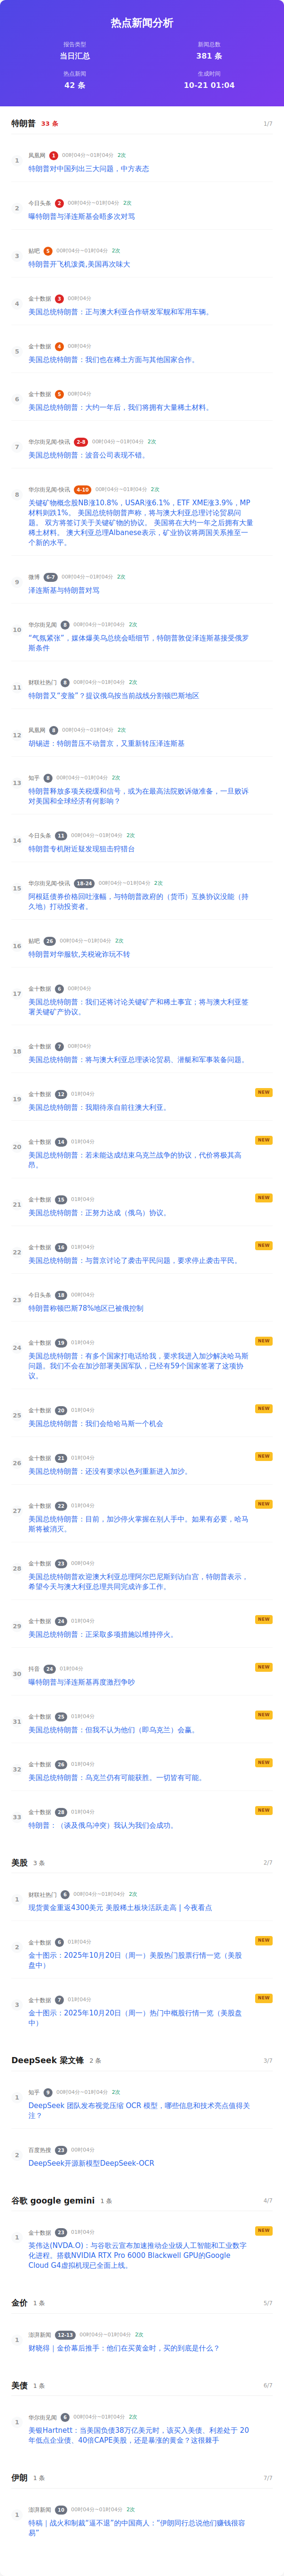 热点新闻分析
报告类型
当日汇总
新闻总数
381 条
热点新闻
42 条
生成时间
10-21 01:04
特朗普 33 条 1/7
1 凤凰网 1 00时04分~01时04分 2次
特朗普对中国列出三大问题，中方表态
2 今日头条 2 00时04分~01时04分 2次
曝特朗普与泽连斯基会晤多次对骂
3 贴吧 5 00时04分~01时04分 2次
特朗普开飞机泼粪,美国再次味大
4 金十数据 3 00时04分
美国总统特朗普：正与澳大利亚合作研发军舰和军用车辆。
5 金十数据 4 00时04分
美国总统特朗普：我们也在稀土方面与其他国家合作。
6 金十数据 5 00时04分
美国总统特朗普：大约一年后，我们将拥有大量稀土材料。
7 华尔街见闻-快讯 2-8 00时04分~01时04分 2次
美国总统特朗普：波音公司表现不错。
8 华尔街见闻-快讯 4-10 00时04分~01时04分 2次
关键矿物概念股NB涨10.8%，USAR涨6.1%，ETF XME涨3.9%，MP
材料则跌1%。 美国总统特朗普声称，将与澳大利亚总理讨论贸易问
题。 双方将签订关于关键矿物的协议。 美国将在大约一年之后拥有大量
稀土材料。 澳大利亚总理Albanese表示，矿业协议将两国关系推至一
个新的水平。
9 微博 4-7 00时04分~01时04分 2次
泽连斯基与特朗普对骂
10 华尔街见闻 8 00时04分~01时04分 2次
“气氛紧张”，媒体爆美乌总统会晤细节，特朗普敦促泽连斯基接受俄罗
斯条件
11 财联社热门 8 00时04分~01时04分 2次
特朗普又“变脸”？提议俄乌按当前战线分割顿巴斯地区
12 凤凰网 8 00时04分~01时04分 2次
胡锡进：特朗普压不动普京，又重新转压泽连斯基
13 知乎 8 00时04分~01时04分 2次
特朗普释放多项关税缓和信号，或为在最高法院败诉做准备，一旦败诉
对美国和全球经济有何影响？
14 今日头条 11 00时04分~01时04分 2次
特朗普专机附近疑发现狙击狩猎台
15 华尔街见闻-快讯 18-24 00时04分~01时04分 2次
阿根廷债券价格回吐涨幅，与特朗普政府的（货币）互换协议没能（持
久地）打动投资者。
16 贴吧 26 00时04分~01时04分 2次
特朗普对华服软,关税讹诈玩不转
17 金十数据 6 00时04分
美国总统特朗普：我们还将讨论关键矿产和稀土事宜；将与澳大利亚签
署关键矿产协议。
18 金十数据 7 00时04分
美国总统特朗普：将与澳大利亚总理谈论贸易、潜艇和军事装备问题。
19 金十数据 12 01时04分 NEW
美国总统特朗普：我期待亲自前往澳大利亚。
20 金十数据 14 01时04分 NEW
美国总统特朗普：若未能达成结束乌克兰战争的协议，代价将极其高
昂。
21 金十数据 15 01时04分 NEW
美国总统特朗普：正努力达成（俄乌）协议。
22 金十数据 16 01时04分 NEW
美国总统特朗普：与普京讨论了袭击平民问题，要求停止袭击平民。
23 今日头条 18 00时04分
特朗普称顿巴斯78%地区已被俄控制
24 金十数据 19 01时04分 NEW
美国总统特朗普：有多个国家打电话给我，要求我进入加沙解决哈马斯
问题。我们不会在加沙部署美国军队，已经有59个国家签署了这项协
议。
25 金十数据 20 01时04分 NEW
美国总统特朗普：我们会给哈马斯一个机会
26 金十数据 21 01时04分 NEW
美国总统特朗普：还没有要求以色列重新进入加沙。
27 金十数据 22 01时04分 NEW
美国总统特朗普：目前，加沙停火掌握在别人手中。如果有必要，哈马
斯将被消灭。
28 金十数据 23 00时04分
美国总统特朗普欢迎澳大利亚总理阿尔巴尼斯到访白宫，特朗普表示，
希望今天与澳大利亚总理共同完成许多工作。
29 金十数据 24 01时04分 NEW
美国总统特朗普：正采取多项措施以维持停火。
30 抖音 24 01时04分 NEW
曝特朗普与泽连斯基再度激烈争吵
31 金十数据 25 01时04分 NEW
美国总统特朗普：但我不认为他们（即乌克兰）会赢。
32 金十数据 26 01时04分 NEW
美国总统特朗普：乌克兰仍有可能获胜。一切皆有可能。
33 金十数据 28 01时04分 NEW
特朗普：（谈及俄乌冲突）我认为我们会成功。
美股 3 条 2/7
1 财联社热门 6 00时04分~01时04分 2次
现货黄金重返4300美元 美股稀土板块活跃走高 | 今夜看点
2 金十数据 6 01时04分 NEW
金十图示：2025年10月20日（周一）美股热门股票行情一览（美股
盘中）
3 金十数据 7 01时04分 NEW
金十图示：2025年10月20日（周一）热门中概股行情一览（美股盘
中）
DeepSeek 梁文锋 2 条 3/7
1 知乎 9 00时04分~01时04分 2次
DeepSeek 团队发布视觉压缩 OCR 模型，哪些信息和技术亮点值得关
注？
2 百度热搜 23 00时04分
DeepSeek开源新模型DeepSeek-OCR
谷歌 google gemini 1 条 4/7
1 金十数据 23 01时04分 NEW
英伟达(NVDA.O)：与谷歌云宣布加速推动企业级人工智能和工业数字
化进程。搭载NVIDIA RTX Pro 6000 Blackwell GPU的Google
Cloud G4虚拟机现已全面上线。
金价 1 条 5/7
1 澎湃新闻 12-13 00时04分~01时04分 2次
财晓得｜金价幕后推手：他们在买黄金时，买的到底是什么？
美债 1 条 6/7
1 华尔街见闻 6 00时04分~01时04分 2次
美银Hartnett：当美国负债38万亿美元时，该买入美债、利差处于 20
年低点企业债、40倍CAPE美股，还是暴涨的黄金？这很棘手
伊朗 1 条 7/7
1 澎湃新闻 10 00时04分~01时04分 2次
特稿｜战火和制裁“逼不退”的中国商人：“伊朗同行总说他们赚钱很容
易”